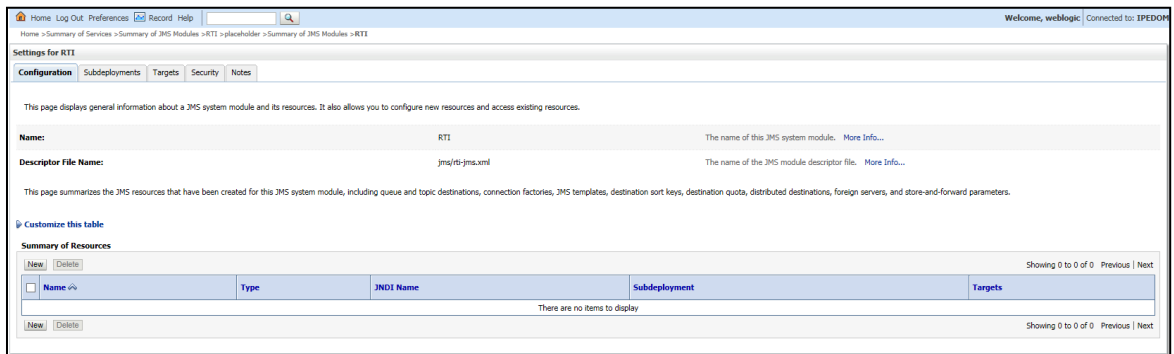 Home Log Out Preferences Record Help
Welcome, weblogic Connected to: IPEDOM
Home >Summary of Services >Summary of JMS Modules >RTI >placeholder >Summary of JMS Modules >RTI
Settings for RTI
Configuration Subdeployments Targets Security Notes
This page displays general information about a JMS system module and its resources. It also allows you to configure new resources and access existing resources.
Name: RTI The name of this JMS system module. More Info...
Descriptor File Name: jms/rti-jms.xml The name of the JMS module descriptor file. More Info...
This page summarizes the JMS resources that have been created for this JMS system module, including queue and topic destinations, connection factories, JMS templates, destination sort keys, destination quota, distributed destinations, foreign servers, and store-and-forward parameters.
Customize this table
Summary of Resources
New Delete Showing 0 to 0 of 0 Previous | Next
Name Type JNDI Name Subdeployment Targets
There are no items to display
New Delete Showing 0 to 0 of 0 Previous | Next